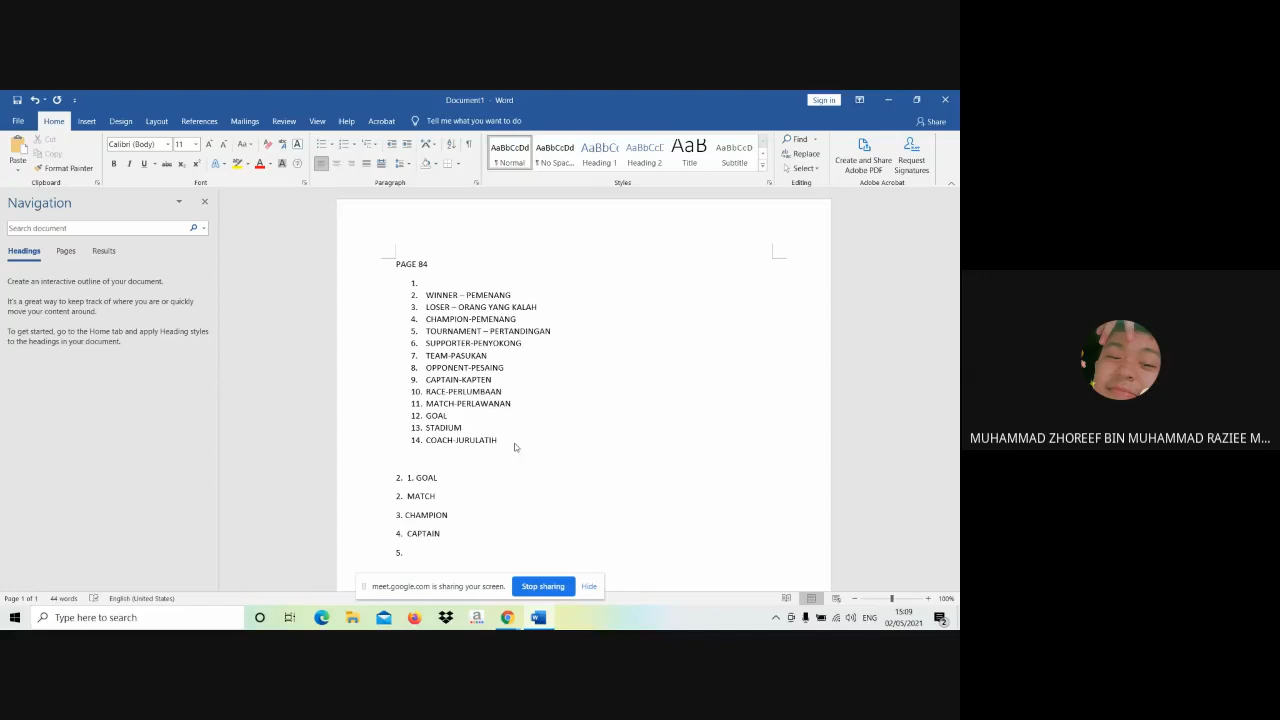 Document1 - Word
Sign in
File Home Insert Design Layout References Mailings Review View Help Acrobat Tell me what you want to do
Share
Paste
Cut
Copy
Format Painter
Calibri (Body) 11
AaBbCcDd AaBbCcDd AaBbC AaBbCcC AaB AaBbCcD
¶ Normal ¶ No Spac... Heading 1 Heading 2 Title Subtitle
Find
Replace
Select
Create and Share Adobe PDF
Request Signatures
Clipboard Font Paragraph Styles Editing Adobe Acrobat
Navigation
Search document
Headings Pages Results
Create an interactive outline of your document.
It's a great way to keep track of where you are or quickly
move your content around.
To get started, go to the Home tab and apply Heading styles
to the headings in your document.
PAGE 84
1.
2. WINNER – PEMENANG
3. LOSER – ORANG YANG KALAH
4. CHAMPION-PEMENANG
5. TOURNAMENT – PERTANDINGAN
6. SUPPORTER-PENYOKONG
7. TEAM-PASUKAN
8. OPPONENT-PESAING
9. CAPTAIN-KAPTEN
10. RACE-PERLUMBAAN
11. MATCH-PERLAWANAN
12. GOAL
13. STADIUM
14. COACH-JURULATIH
2. 1. GOAL
2. MATCH
3. CHAMPION
4. CAPTAIN
5.
meet.google.com is sharing your screen. Stop sharing Hide
Page 1 of 1 44 words English (United States) 100%
Type here to search
ENG
15:09
02/05/2021
2
MUHAMMAD ZHOREEF BIN MUHAMMAD RAZIEE M...